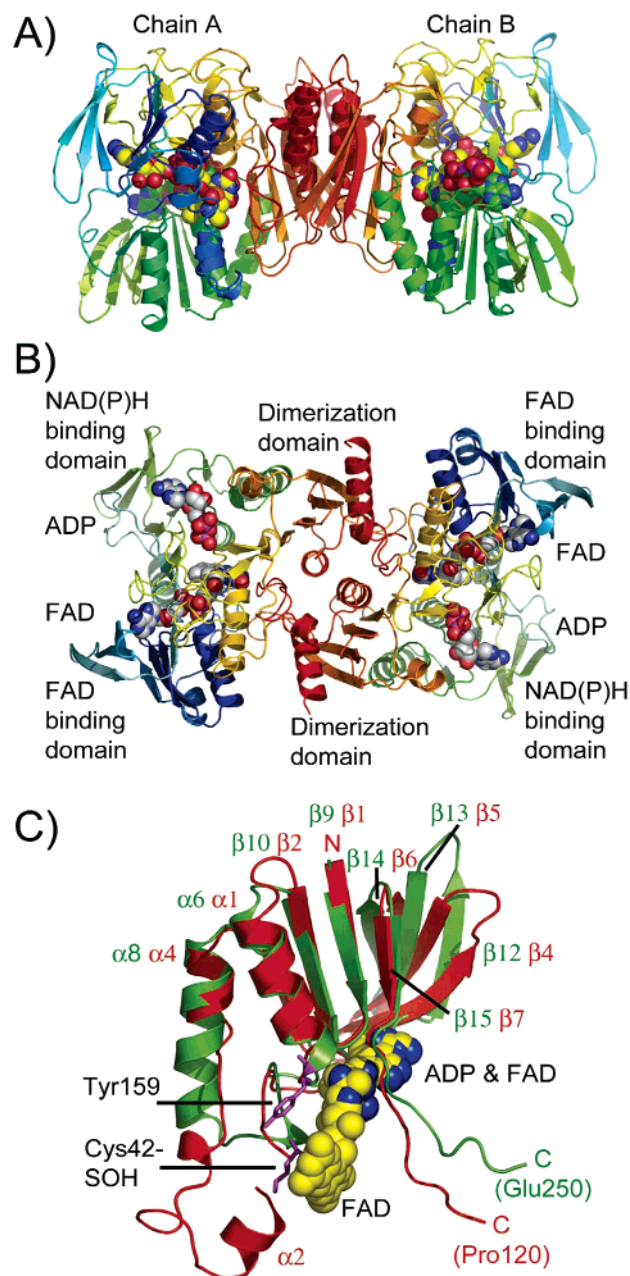 A)
Chain A
Chain B
B)
NAD(P)H
binding
domain
Dimerization
domain
FAD
binding
domain
ADP
FAD
FAD
ADP
FAD
binding
domain
Dimerization
domain
NAD(P)H
binding
domain
C)
β9 β1
β13 β5
β10 β2
N
β14 β6
α6 α1
α8 α4
β12 β4
β15 β7
Tyr159
ADP & FAD
Cys42-
SOH
FAD
C
(Glu250)
C
(Pro120)
α2